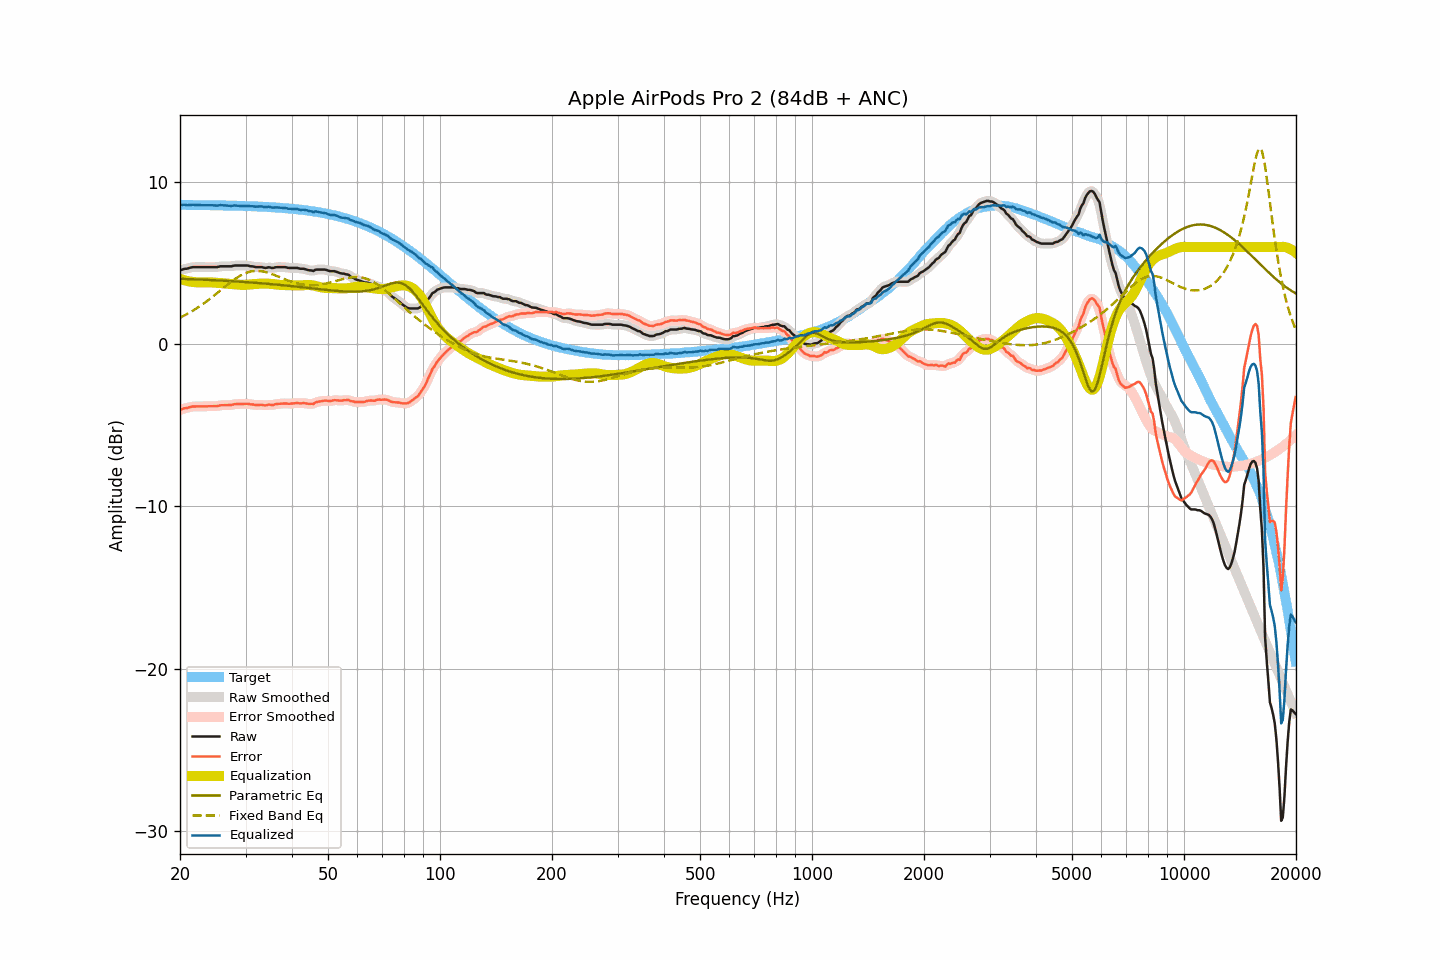 Apple AirPods Pro 2 (84dB + ANC)
10
0
−10
−20
−30
Amplitude (dBr)
Target
Raw Smoothed
Error Smoothed
Raw
Error
Equalization
Parametric Eq
Fixed Band Eq
Equalized
20 50 100 200 500 1000 2000 5000 10000 20000
Frequency (Hz)